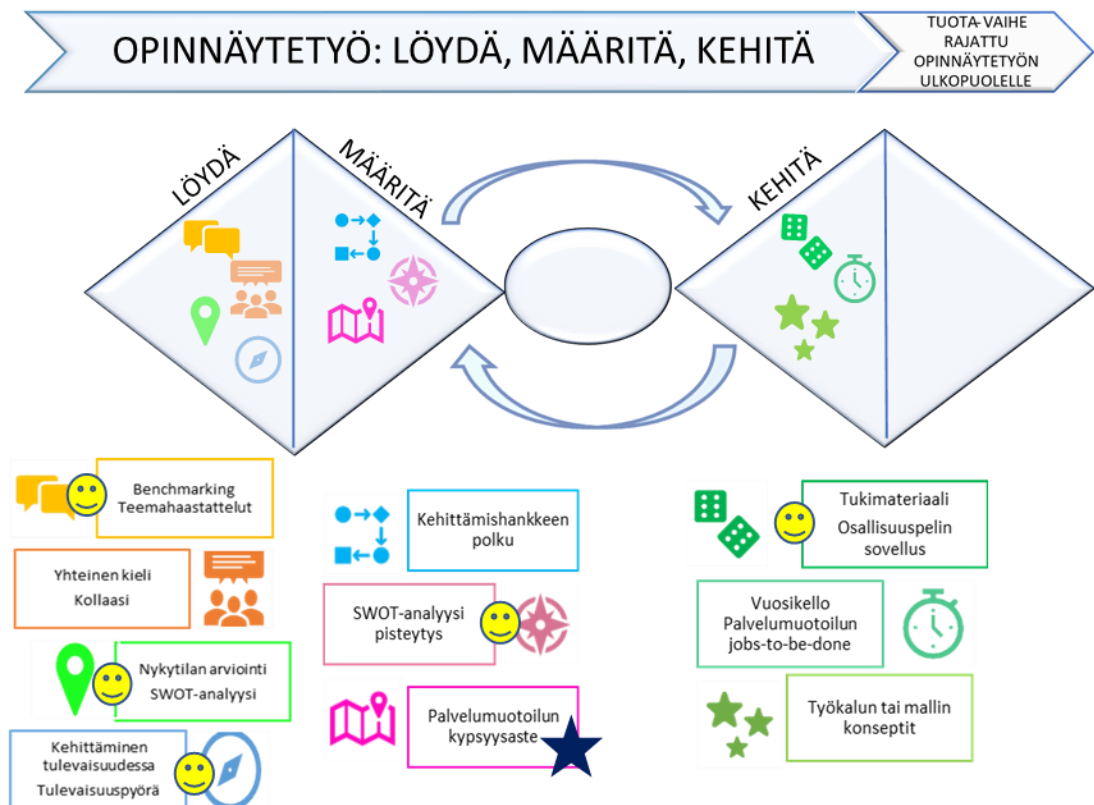 OPINNÄYTETYÖ: LÖYDÄ, MÄÄRITÄ, KEHITÄ
TUOTA-VAIHE
RAJATTU
OPINNÄYTETYÖN
ULKOPUOLELLE
LÖYDÄ
MÄÄRITÄ
KEHITÄ
Benchmarking
Teemahaastattelut
Yhteinen kieli
Kollaasi
Nykytilan arviointi
SWOT-analyysi
Kehittäminen
tulevaisuudessa
Tulevaisuuspyörä
Kehittämishankkeen
polku
SWOT-analyysi
pisteytys
Palvelumuotoilun
kypsyysaste
Tukimateriaali
Osallisuuspelin
sovellus
Vuosikello
Palvelumuotoilun
jobs-to-be-done
Työkalun tai mallin
konseptit